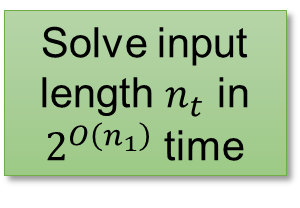 Solve input
length $n_t$ in
$2^{O(n_1)}$ time